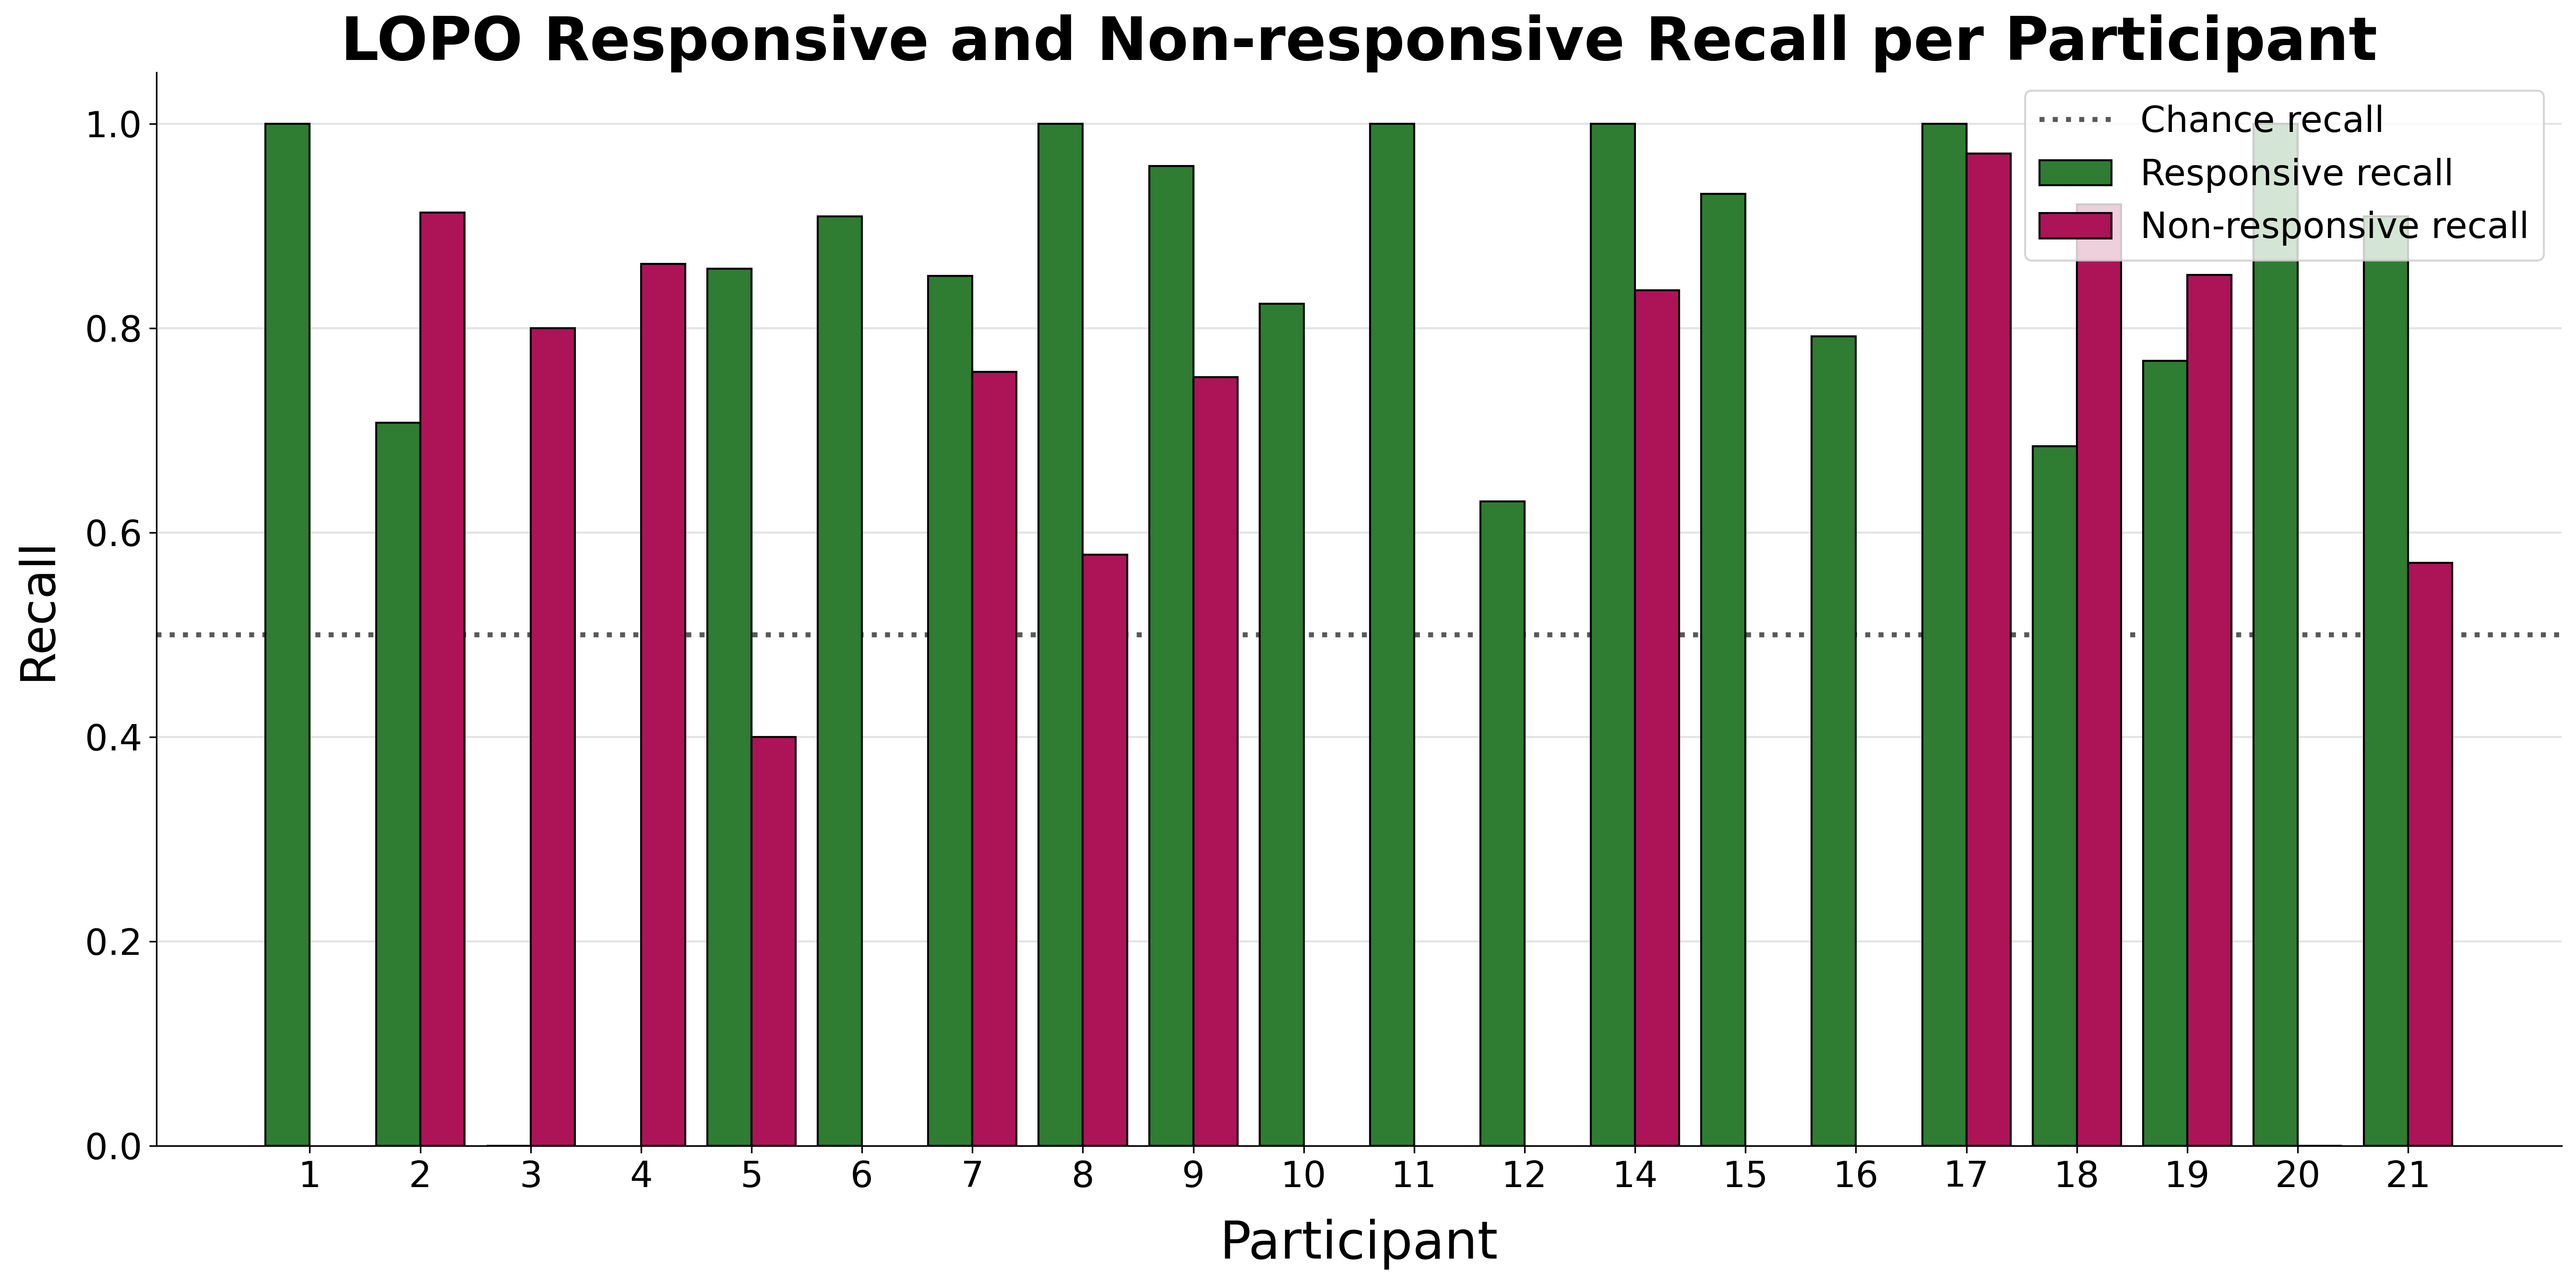 LOPO Responsive and Non-responsive Recall per Participant
Chance recall
Responsive recall
Non-responsive recall
Recall
1.0
0.8
0.6
0.4
0.2
0.0
1 2 3 4 5 6 7 8 9 10 11 12 14 15 16 17 18 19 20 21
Participant